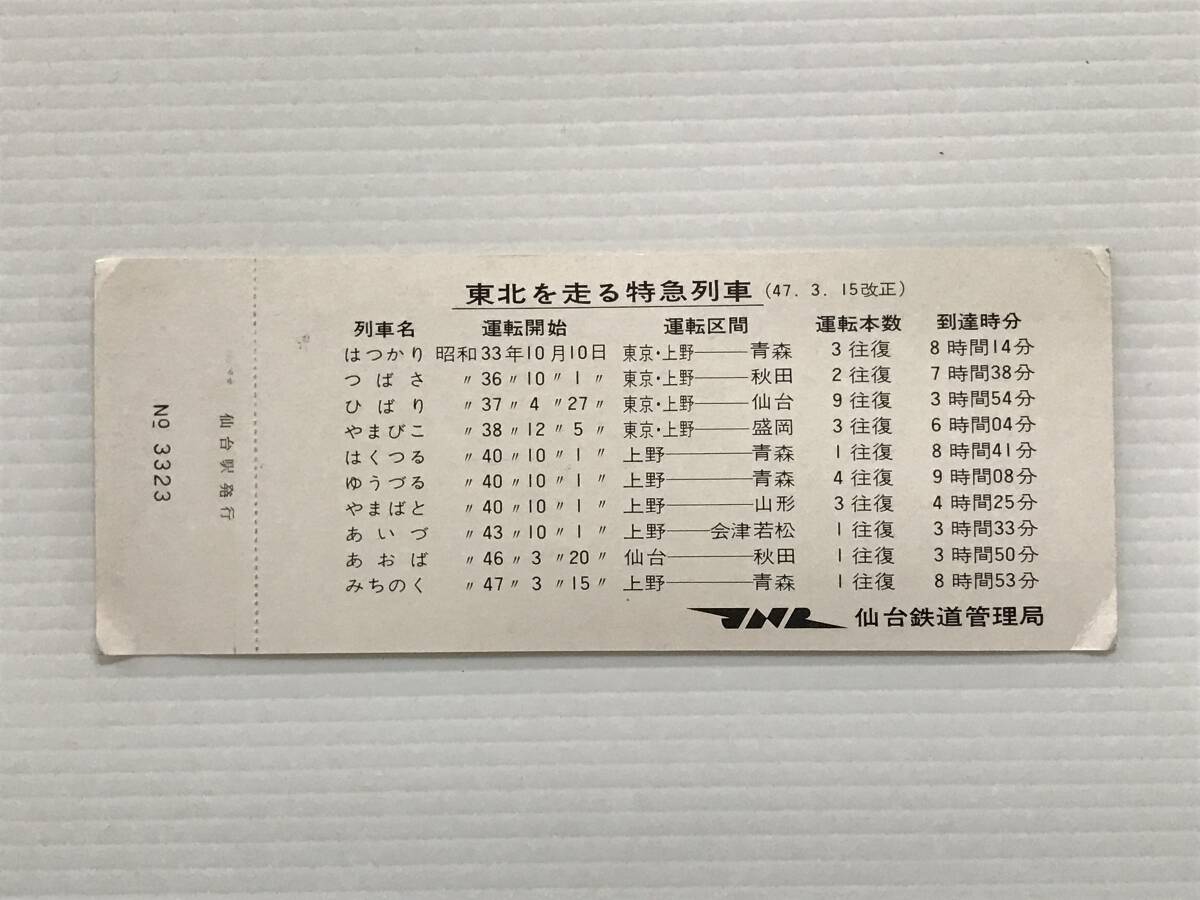 東北を走る特急列車 (47. 3. 15改正)
列車名 運転開始 運転区間 運転本数 到達時分
はつかり 昭和33年10月10日 東京・上野──青森 3往復 8時間14分
つばさ 〃36〃10〃1〃 東京・上野──秋田 2往復 7時間38分
ひばり 〃37〃4〃27〃 東京・上野──仙台 9往復 3時間54分
やまびこ 〃38〃12〃5〃 東京・上野──盛岡 3往復 6時間04分
はくつる 〃40〃10〃1〃 上野──青森 1往復 8時間41分
ゆうづる 〃40〃10〃1〃 上野──青森 4往復 9時間08分
やまばと 〃40〃10〃1〃 上野──山形 3往復 4時間25分
あいづ 〃43〃10〃1〃 上野──会津若松 1往復 3時間33分
あおば 〃46〃3〃20〃 仙台──秋田 1往復 3時間50分
みちのく 〃47〃3〃15〃 上野──青森 1往復 8時間53分
JNR 仙台鉄道管理局
仙台駅発行
№ 3323